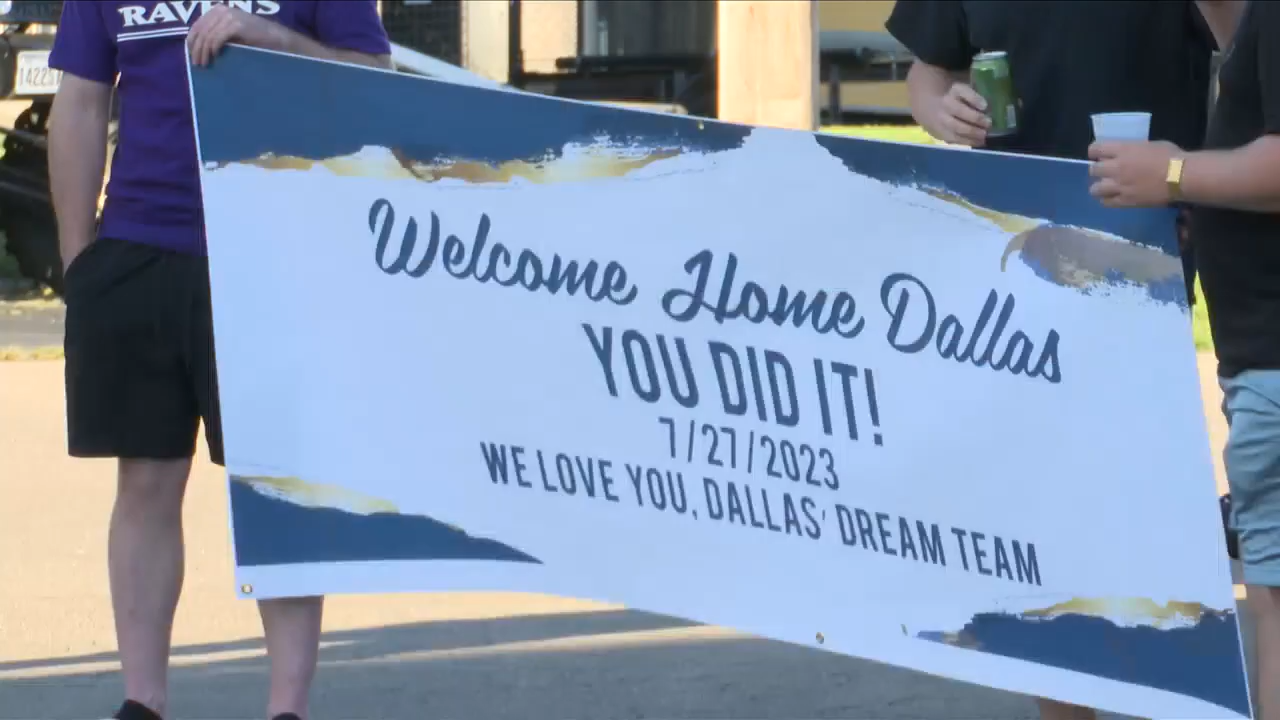 RAVENS
Welcome Home Dallas
YOU DID IT!
7/27/2023
WE LOVE YOU, DALLAS' DREAM TEAM